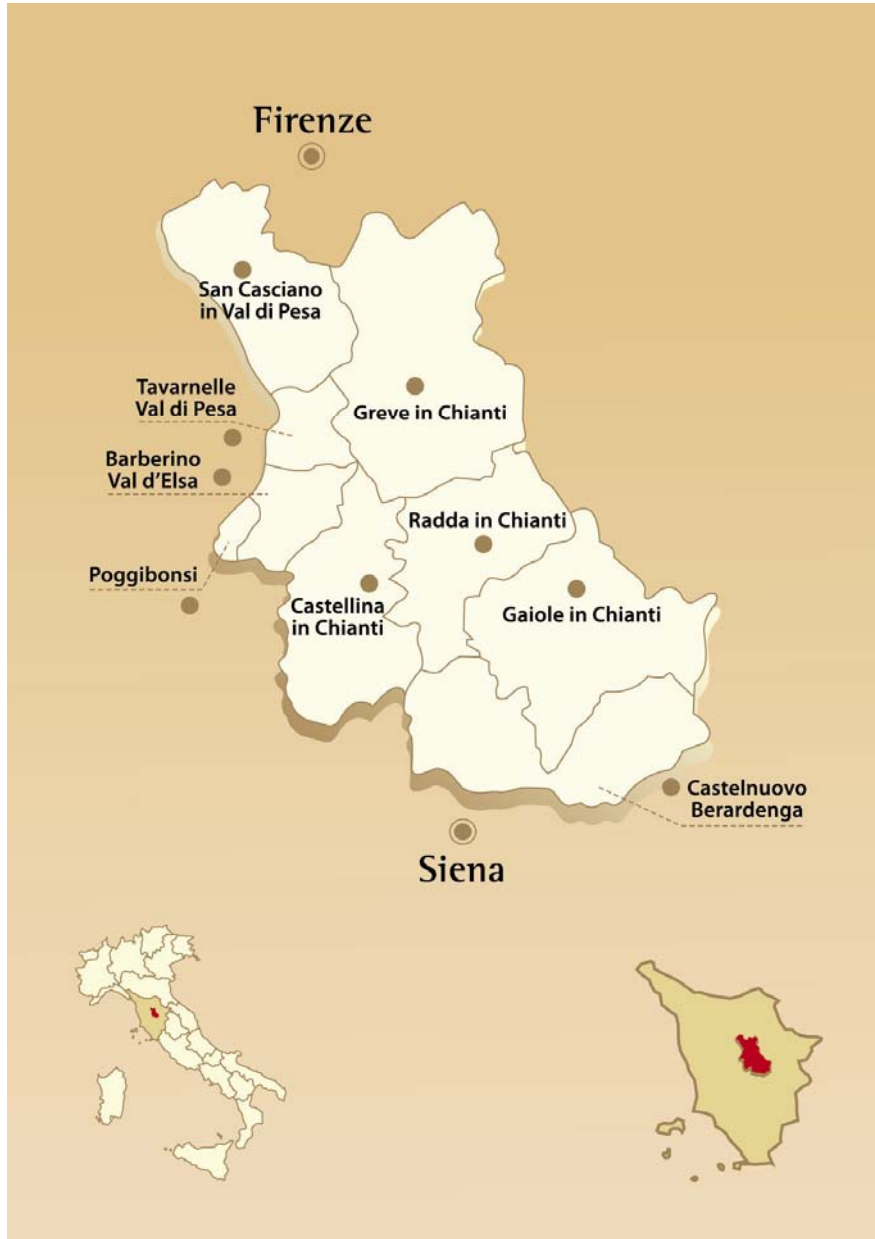 Firenze
San Casciano
in Val di Pesa
Tavarnelle
Val di Pesa
Greve in Chianti
Barberino
Val d'Elsa
Radda in Chianti
Poggibonsi
Castellina
in Chianti
Gaiole in Chianti
Castelnuovo
Berardenga
Siena